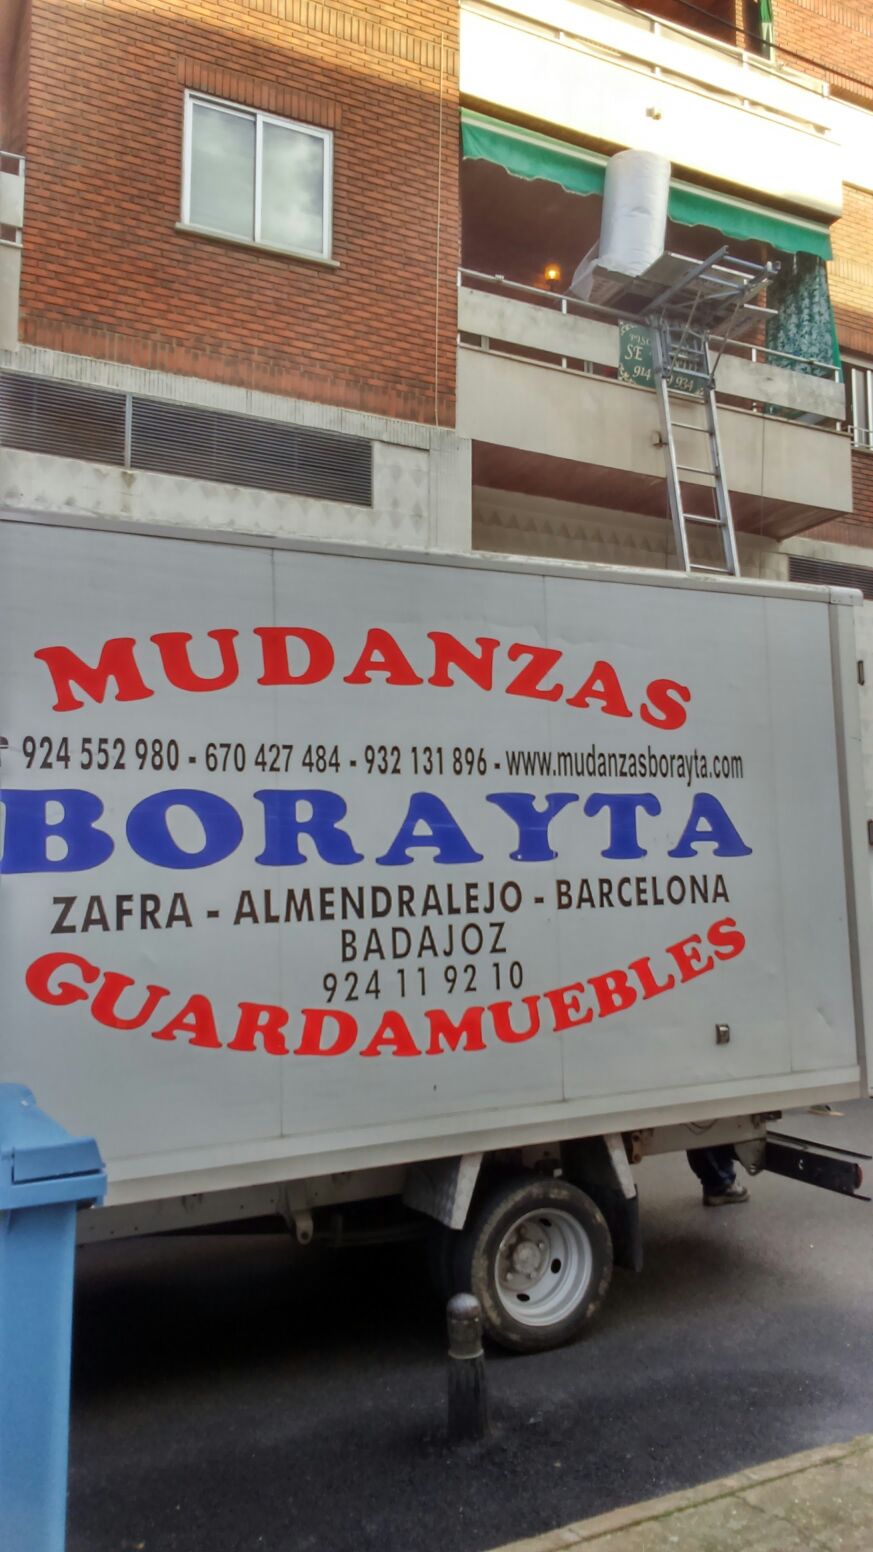 SE
MUDANZAS
924 552 980 - 670 427 484 - 932 131 896 - www.mudanzasborayta.com
BORAYTA
ZAFRA - ALMENDRALEJO - BARCELONA
BADAJOZ
924 11 92 10
GUARDAMUEBLES